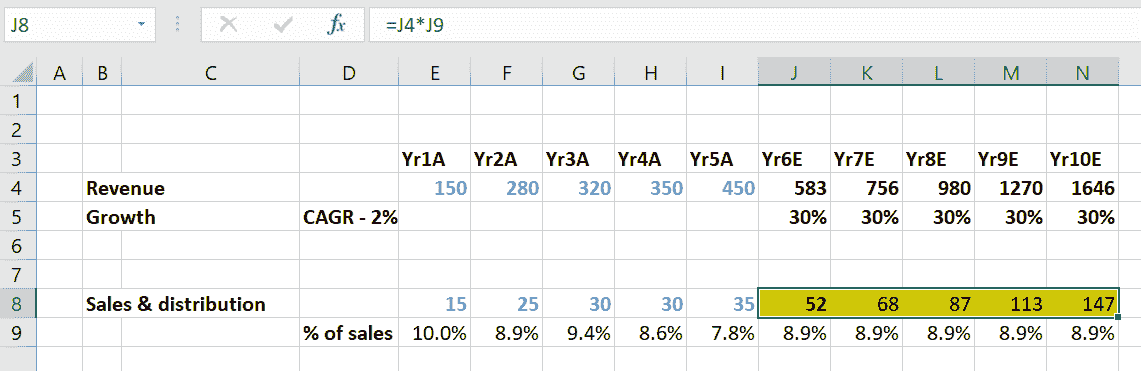 J8 fx =J4*J9
A B C D E F G H I J K L M N
1
2
3 Yr1A Yr2A Yr3A Yr4A Yr5A Yr6E Yr7E Yr8E Yr9E Yr10E
4 Revenue 150 280 320 350 450 583 756 980 1270 1646
5 Growth CAGR - 2% 30% 30% 30% 30% 30%
6
7
8 Sales & distribution 15 25 30 30 35 52 68 87 113 147
9 % of sales 10.0% 8.9% 9.4% 8.6% 7.8% 8.9% 8.9% 8.9% 8.9% 8.9%